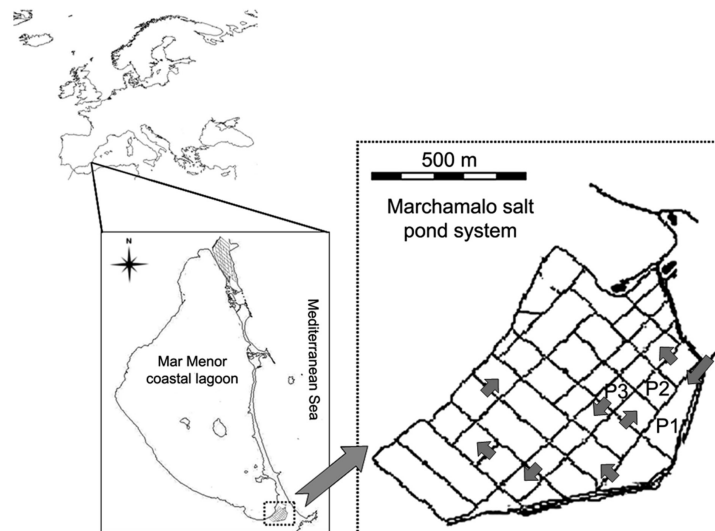 500 m
Marchamalo salt
pond system
N
Mar Menor
coastal lagoon
Mediterranean Sea
P3
P2
P1